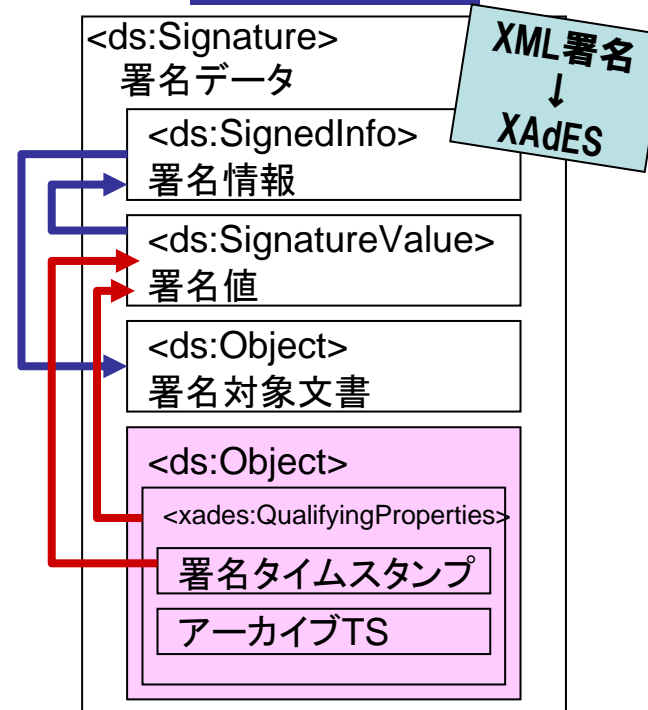 <ds:Signature>
署名データ
XML署名
↓
XAdES
<ds:SignedInfo>
署名情報
<ds:SignatureValue>
署名値
<ds:Object>
署名対象文書
<ds:Object>
<xades:QualifyingProperties>
署名タイムスタンプ
アーカイブTS